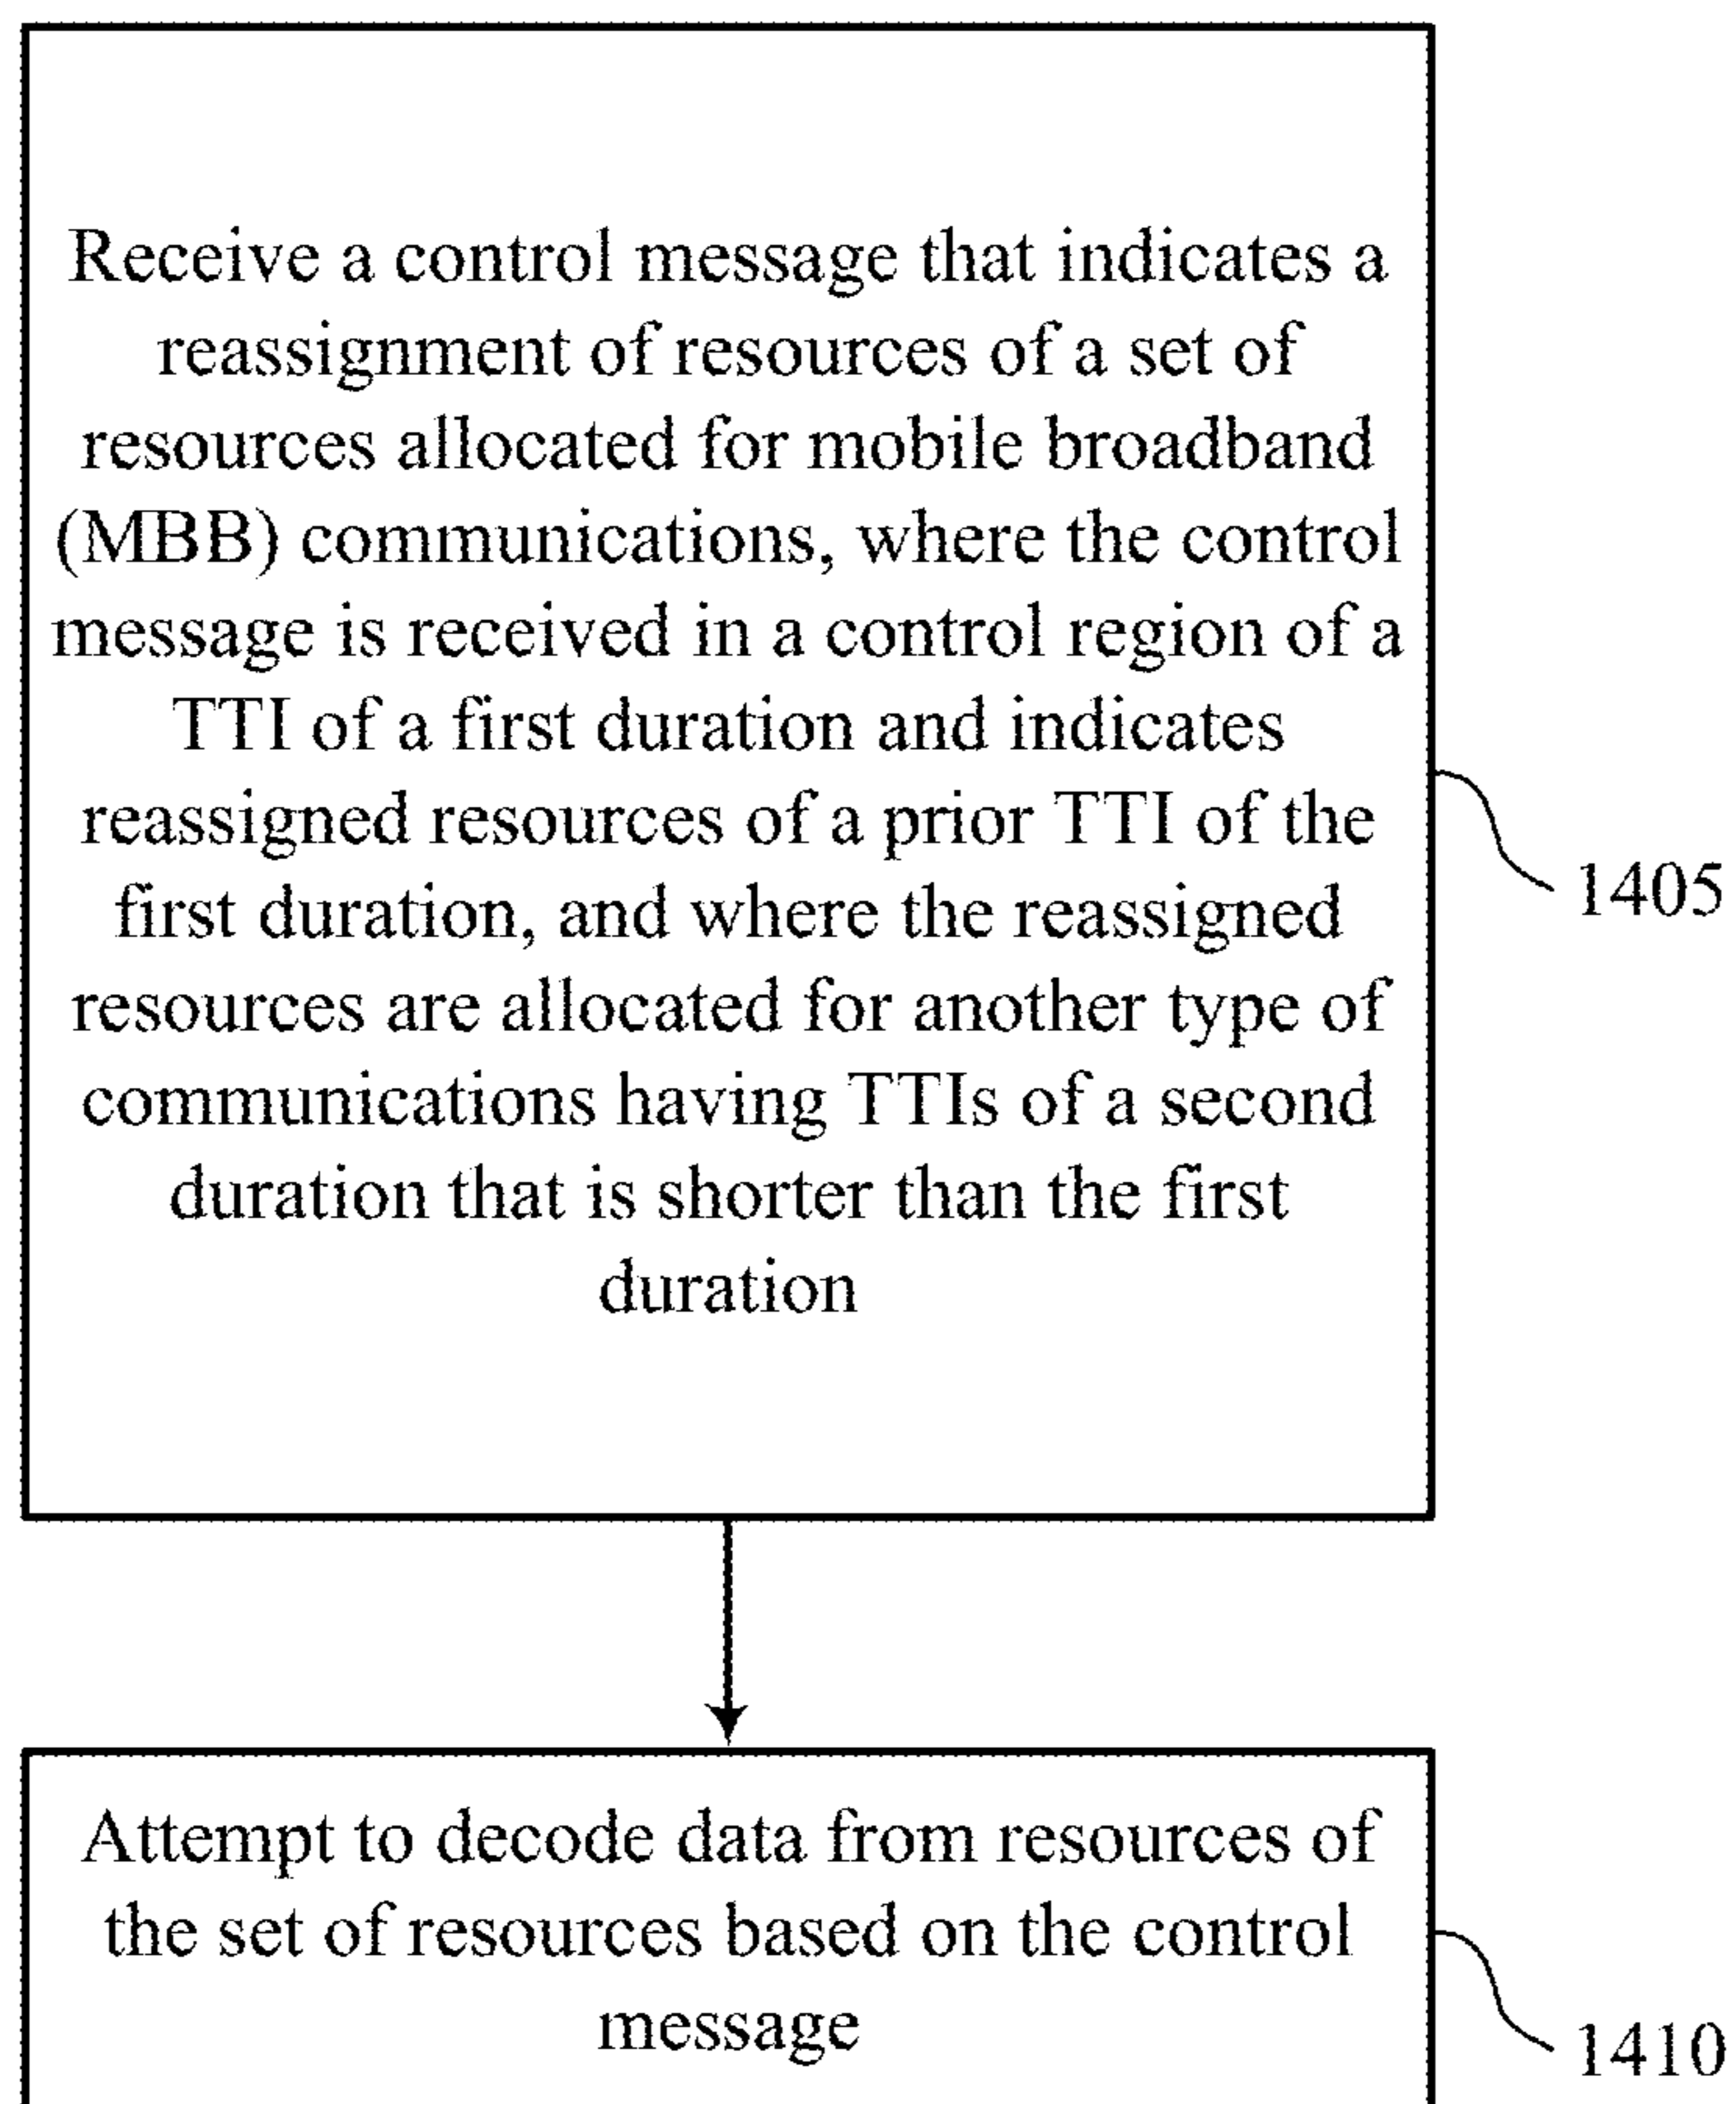 Receive a control message that indicates a
reassignment of resources of a set of
resources allocated for mobile broadband
(MBB) communications, where the control
message is received in a control region of a
TTI of a first duration and indicates
reassigned resources of a prior TTI of the
first duration, and where the reassigned
resources are allocated for another type of
communications having TTIs of a second
duration that is shorter than the first
duration
1405
Attempt to decode data from resources of
the set of resources based on the control
message
1410